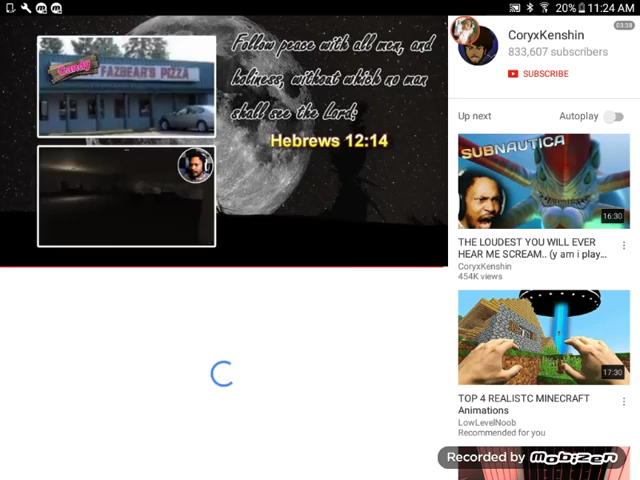 20% 11:24 AM
Follow peace with all men, and
holiness, without which no man
shall see the Lord:
Hebrews 12:14
Candy
FAZBEAR'S PIZZA
03:38
CoryxKenshin
833,607 subscribers
SUBSCRIBE
Up next
Autoplay
SUBNAUTICA
16:30
THE LOUDEST YOU WILL EVER
HEAR ME SCREAM.. (y am i play...
CoryxKenshin
454K views
17:30
TOP 4 REALISTC MINECRAFT
Animations
LowLevelNoob
Recommended for you
Recorded by MOBIZEN